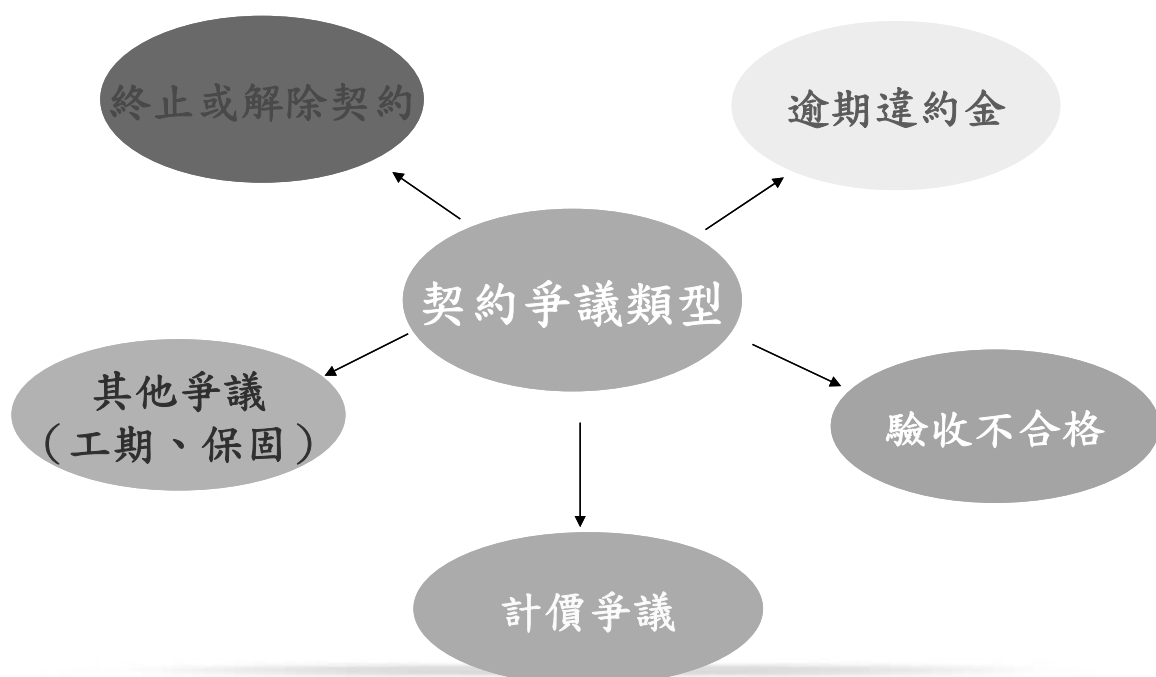 終止或解除契約
逾期違約金
契約爭議類型
其他爭議
（工期、保固）
驗收不合格
計價爭議